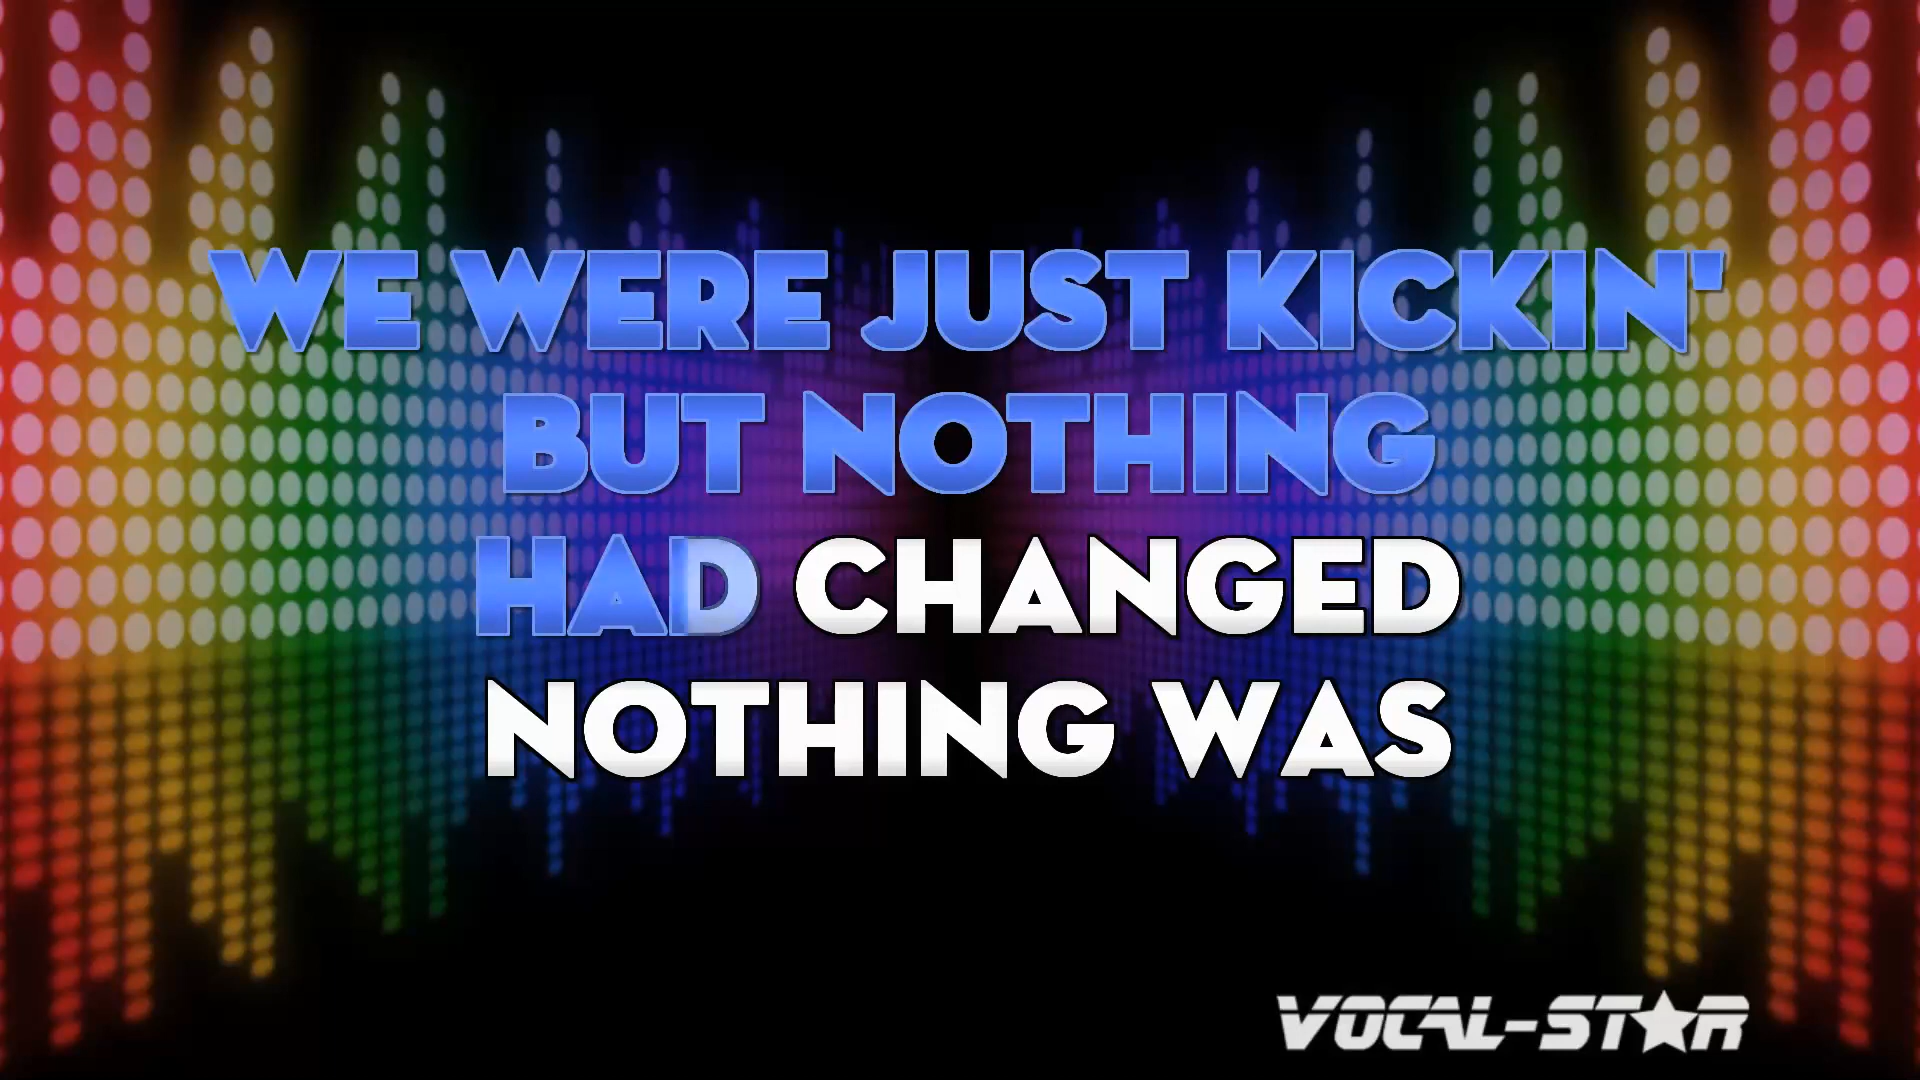 WE WERE JUST KICKIN'
BUT NOTHING
HAD CHANGED
NOTHING WAS
VOCAL-STAR